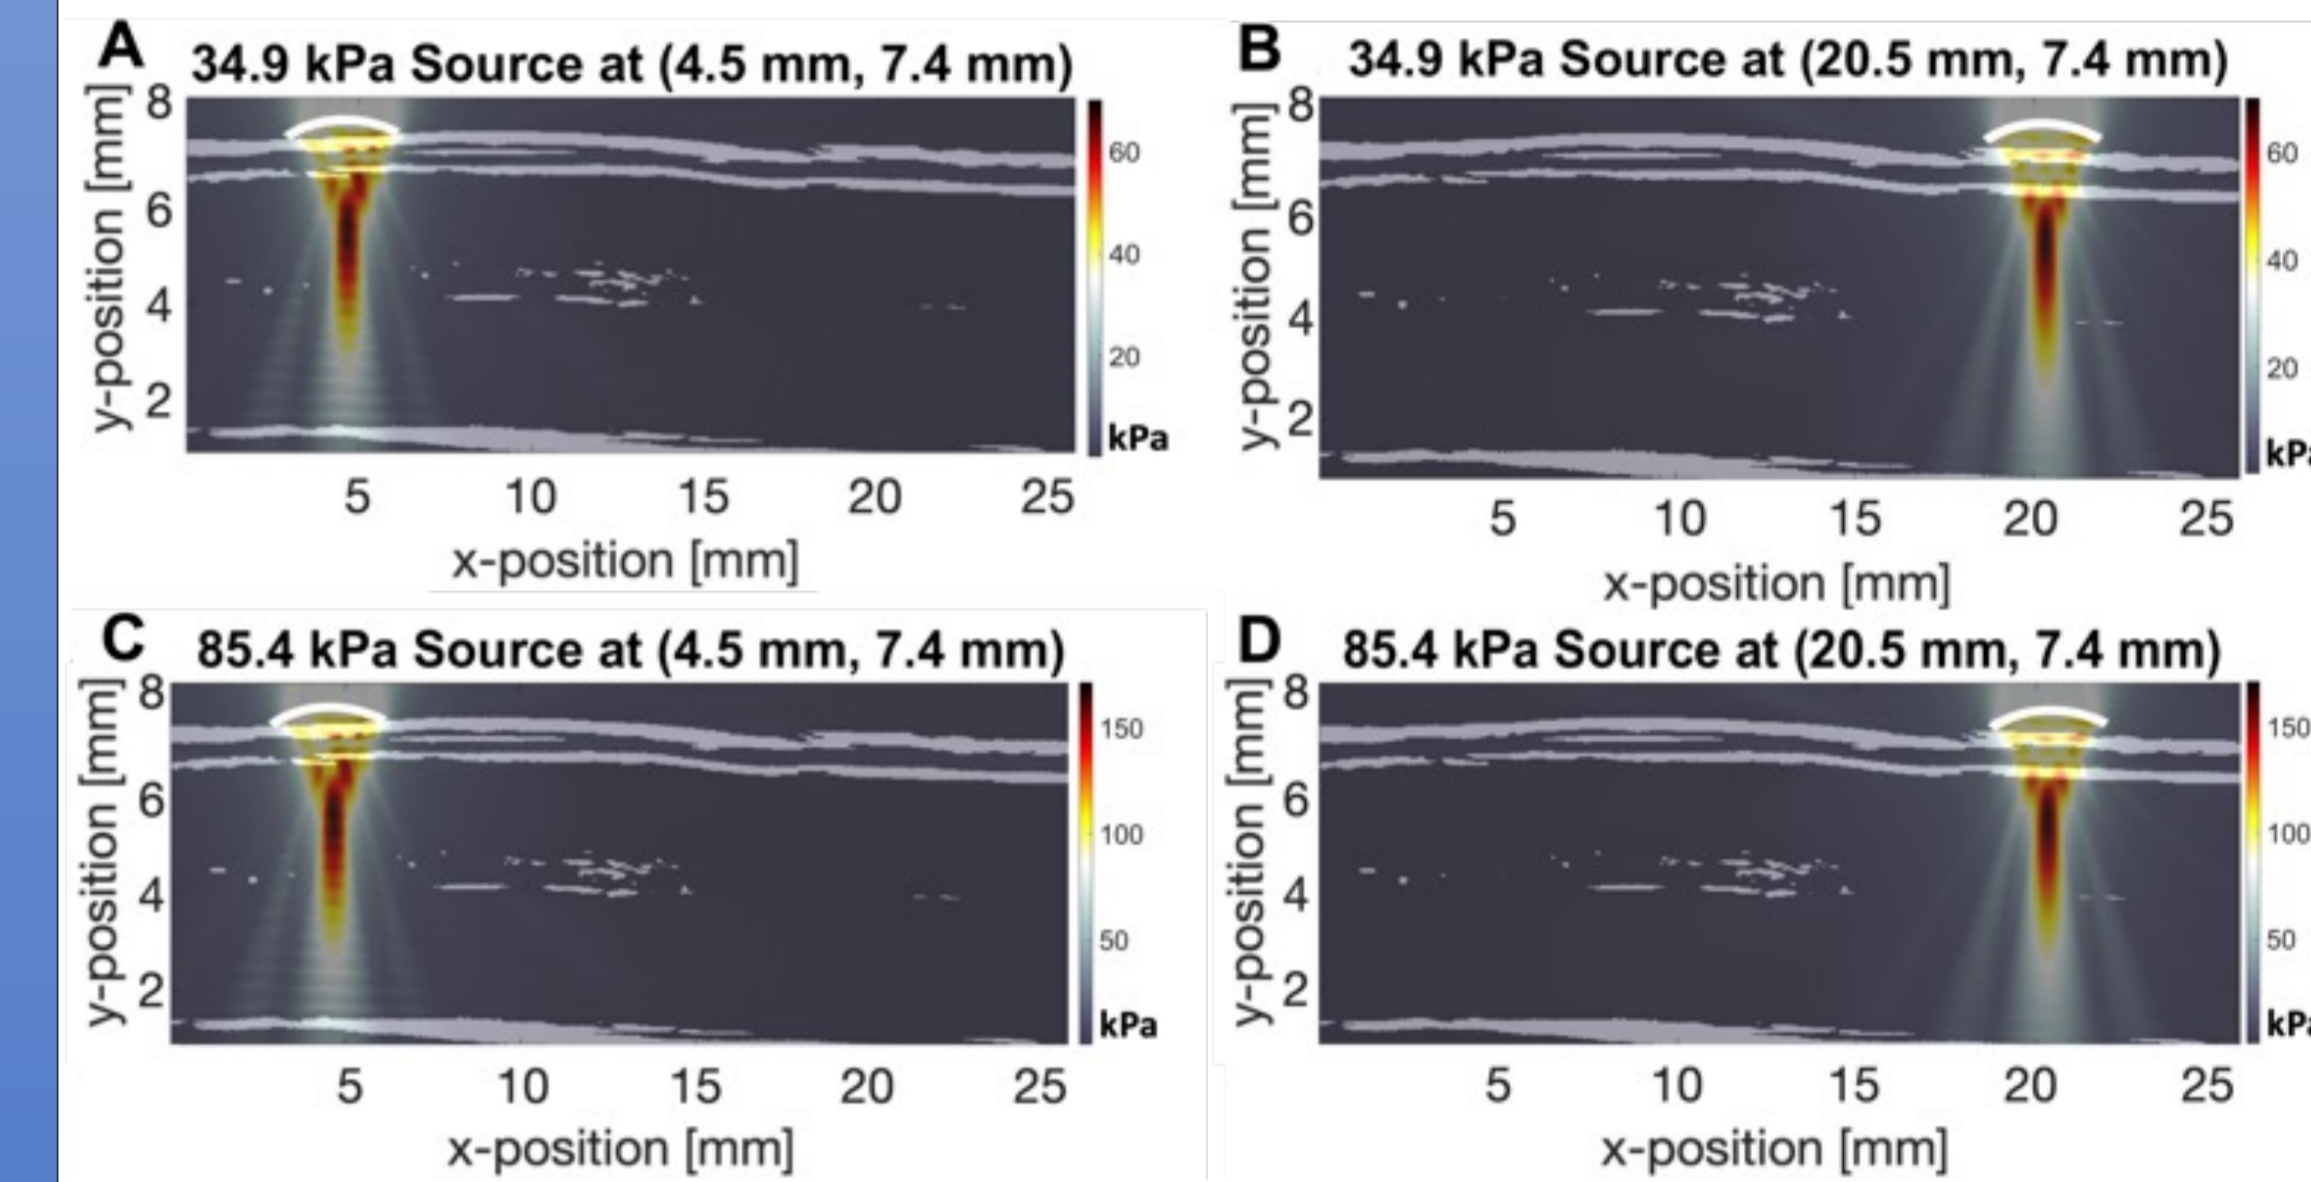 A
34.9 kPa Source at (4.5 mm, 7.4 mm)
y-position [mm]
8
6
4
2
5 10 15 20 25
x-position [mm]
60
40
20
kPa
B
34.9 kPa Source at (20.5 mm, 7.4 mm)
y-position [mm]
8
6
4
2
5 10 15 20 25
x-position [mm]
60
40
20
kPa
C
85.4 kPa Source at (4.5 mm, 7.4 mm)
y-position [mm]
8
6
4
2
5 10 15 20 25
x-position [mm]
150
100
50
kPa
D
85.4 kPa Source at (20.5 mm, 7.4 mm)
y-position [mm]
8
6
4
2
5 10 15 20 25
x-position [mm]
150
100
50
kPa